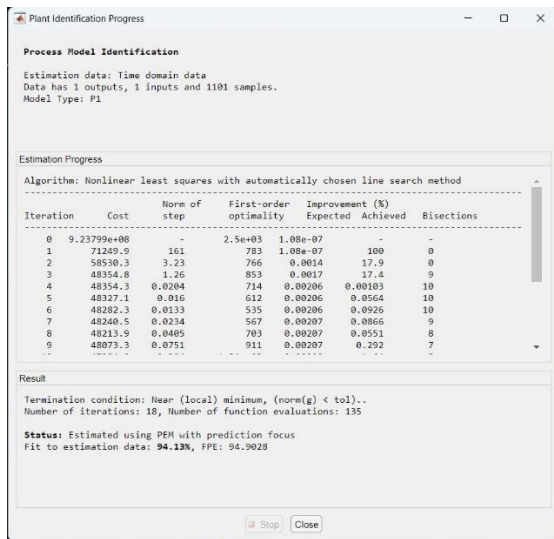 Plant Identification Progress
Process Model Identification
Estimation data: Time domain data
Data has 1 outputs, 1 inputs and 1101 samples.
Model Type: P1
Estimation Progress
Algorithm: Nonlinear least squares with automatically chosen line search method
Norm of First-order Improvement (%)
Iteration Cost step optimality Expected Achieved Bisections
0 9.23799e+08 - 2.5e+03 1.08e-07 - -
1 71249.9 161 783 1.08e-07 100 0
2 58530.3 3.23 766 0.0014 17.9 0
3 48354.8 1.26 853 0.0017 17.4 9
4 48354.3 0.0204 714 0.00206 0.00103 10
5 48327.1 0.016 612 0.00206 0.0564 10
6 48282.3 0.0133 535 0.00206 0.0926 10
7 48240.5 0.0234 567 0.00207 0.0866 9
8 48213.9 0.0405 703 0.00207 0.0551 8
9 48073.3 0.0751 911 0.00207 0.292 7
Result
Termination condition: Near (local) minimum, (norm(g) < tol)..
Number of iterations: 18, Number of function evaluations: 135
Status: Estimated using PEM with prediction focus
Fit to estimation data: 94.13%, FPE: 94.9028
Stop Close